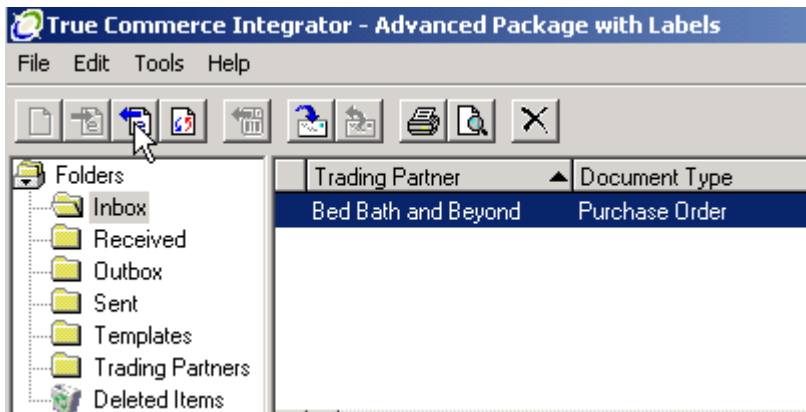 True Commerce Integrator - Advanced Package with Labels
File Edit Tools Help
Folders
Inbox
Received
Outbox
Sent
Templates
Trading Partners
Deleted Items
Trading Partner Document Type
Bed Bath and Beyond Purchase Order